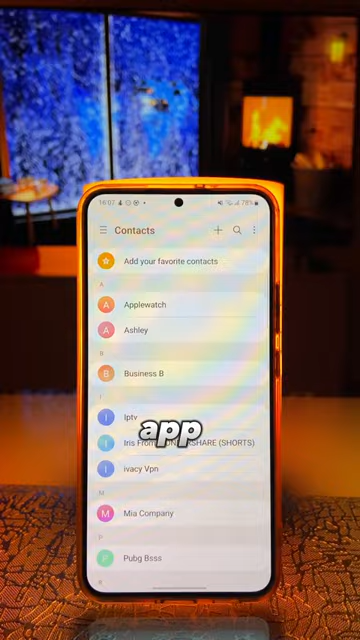 16:07
78%
Contacts
Add your favorite contacts
A
Applewatch
Ashley
B
Business B
I
Iptv
app
Iris From
SHARE (SHORTS)
ivacy Vpn
M
Mia Company
P
Pubg Bsss